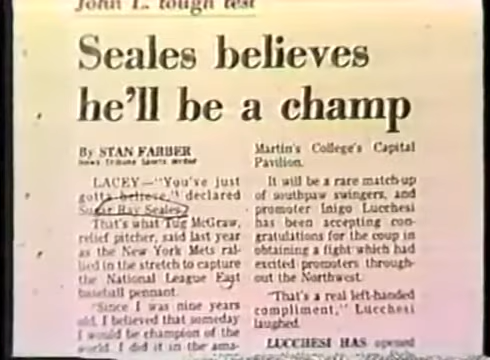 John L. tough test
Seales believes
he'll be a champ
By STAN FARBER
News Tribune Sports Writer
LACEY—"You've just
gotta believe," declared
Sugar Ray Seales.
That's what Tug McGraw,
relief pitcher, said last year
as the New York Mets ral-
lied in the stretch to capture
the National League East
baseball pennant.
"Since I was nine years
old, I believed that someday
I would be champion of the
world. I did it in the ama-
Martin's College's Capital
Pavilion.
It will be a rare match-up
of southpaw swingers, and
promoter Inigo Lucchesi
has been accepting con-
gratulations for the coup in
obtaining a fight which had
excited promoters through-
out the Northwest.
"That's a real left-handed
compliment," Lucchesi
laughed.
LUCCHESI HAS opened